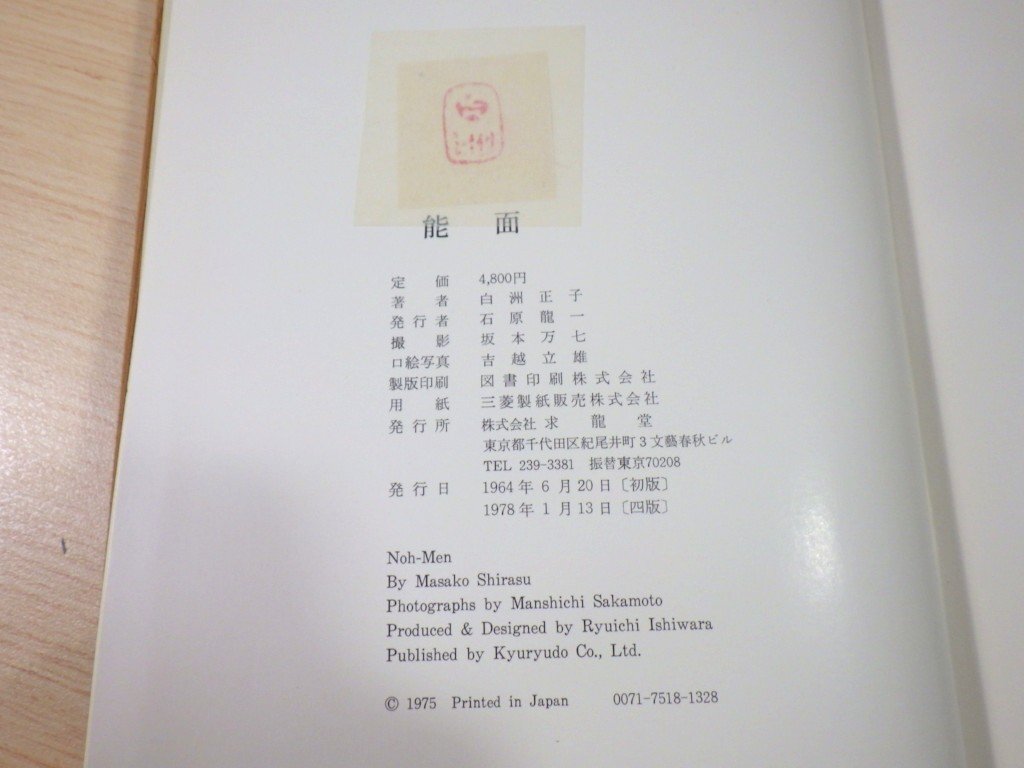 能 面
定 価 4,800円
著 者 白洲正子
発行者 石原龍一
撮 影 坂本万七
口絵写真 吉越立雄
製版印刷 図書印刷株式会社
用 紙 三菱製紙販売株式会社
発行所 株式会社 求龍堂
東京都千代田区紀尾井町3文藝春秋ビル
TEL 239-3381 振替東京70208
発行日 1964年6月20日〔初版〕
1978年1月13日〔四版〕
Noh-Men
By Masako Shirasu
Photographs by Manshichi Sakamoto
Produced & Designed by Ryuichi Ishiwara
Published by Kyuryudo Co., Ltd.
© 1975 Printed in Japan 0071-7518-1328